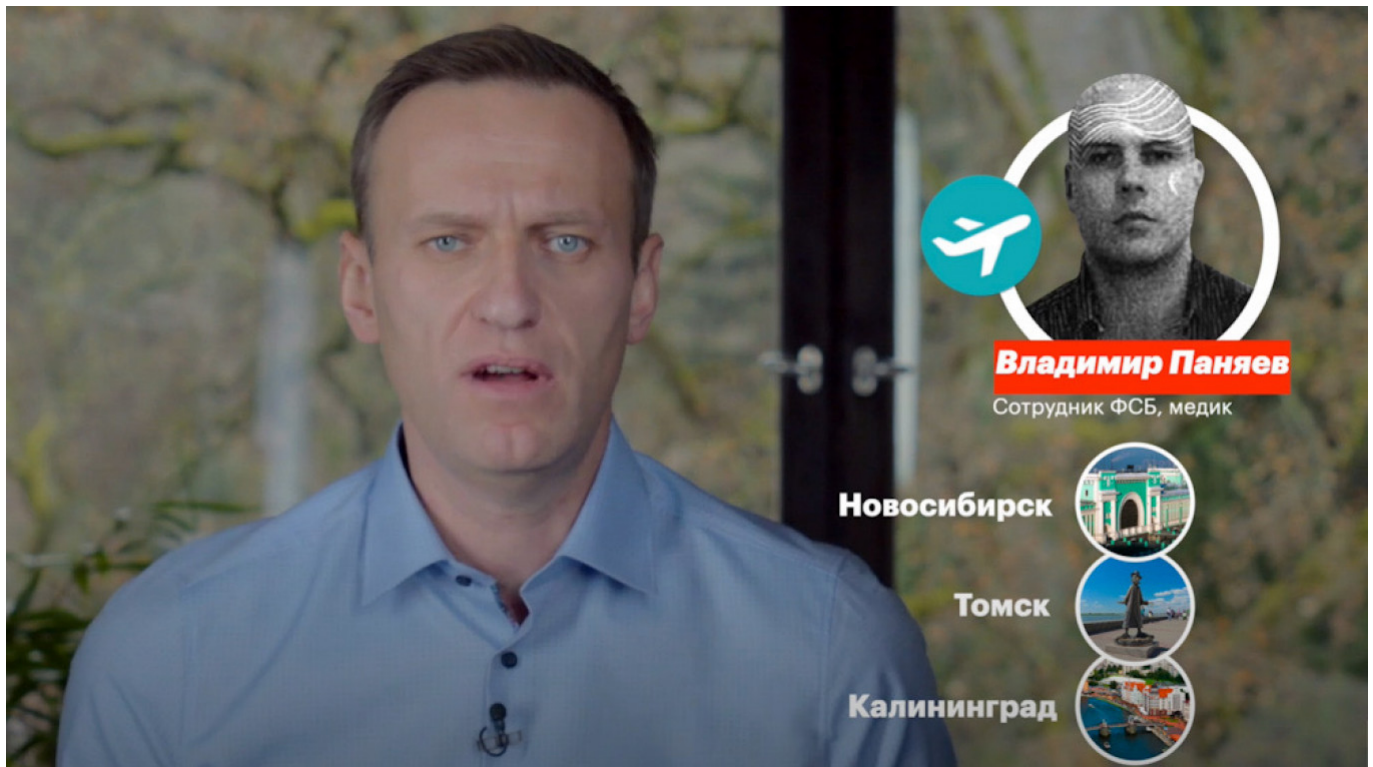 Владимир Паняев
Сотрудник ФСБ, медик
Новосибирск
Томск
Калининград